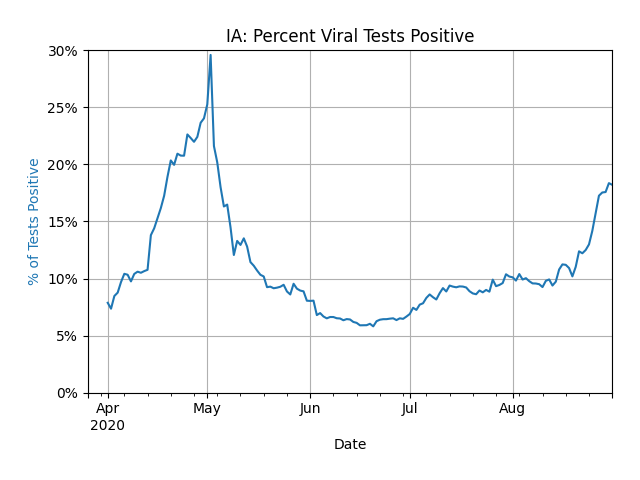 IA: Percent Viral Tests Positive
30%
25%
20%
15%
10%
5%
0%
% of Tests Positive
Apr May Jun Jul Aug
2020
Date